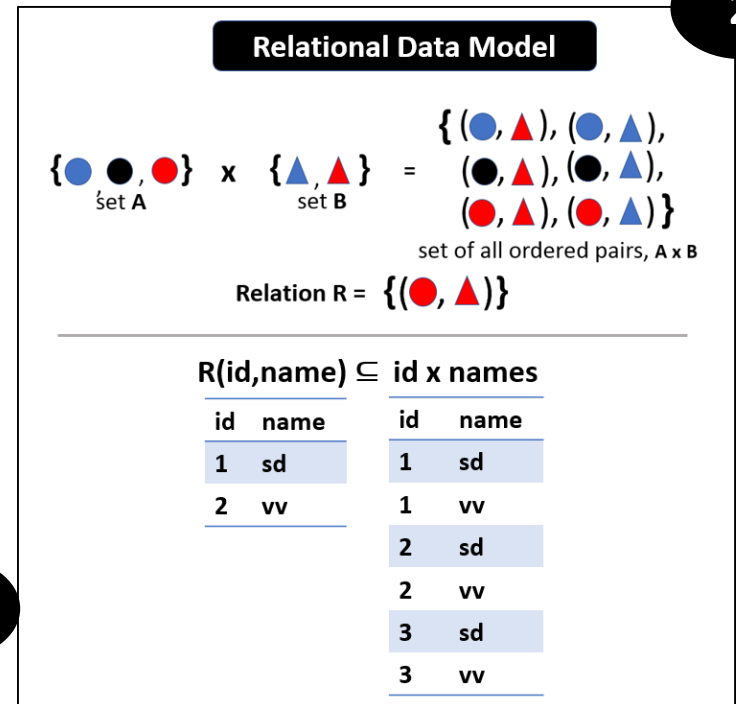 Relational Data Model
{ ( , ), ( , ),
{ , , } x { , } = ( , ), ( , ),
set A set B ( , ), ( , ) }
set of all ordered pairs, A x B
Relation R = {( , )}
R(id,name) ⊆ id x names
id name id name
1 sd 1 sd
2 vv 1 vv
2 sd
2 vv
3 sd
3 vv